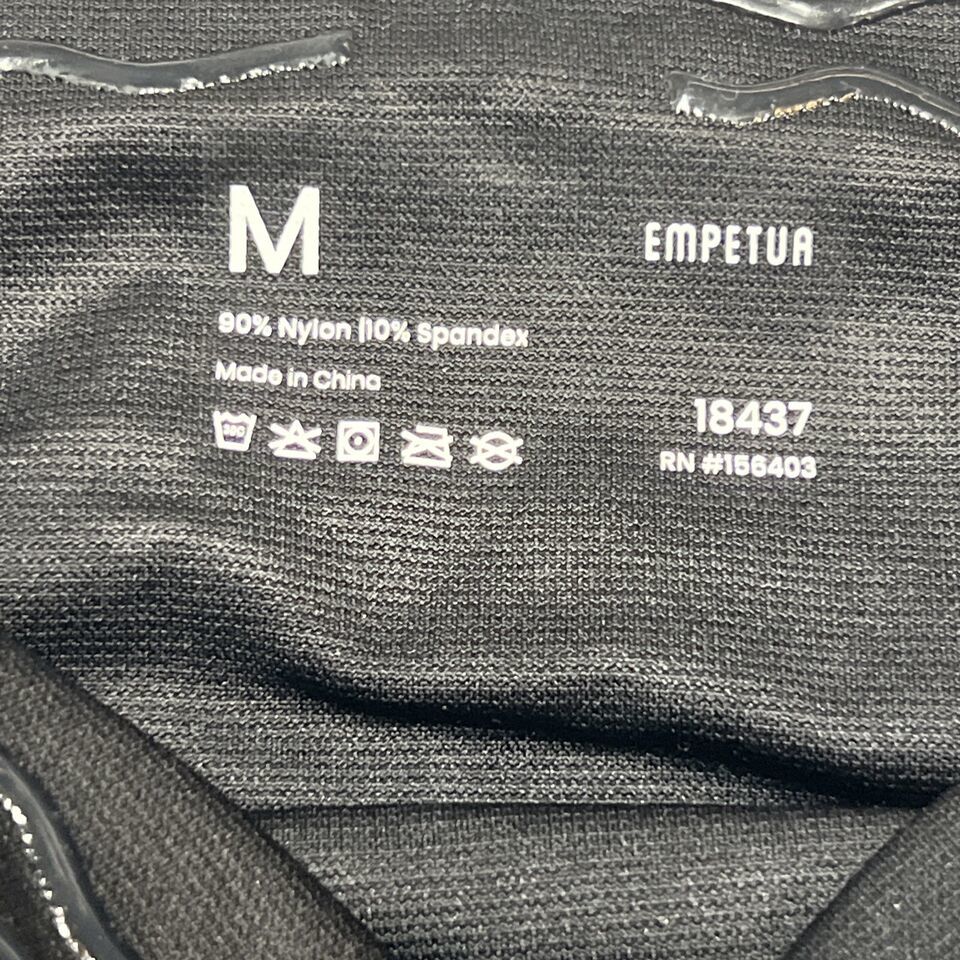 M
EMPETUA
90% Nylon |10% Spandex
Made in China
18437
RN #156403